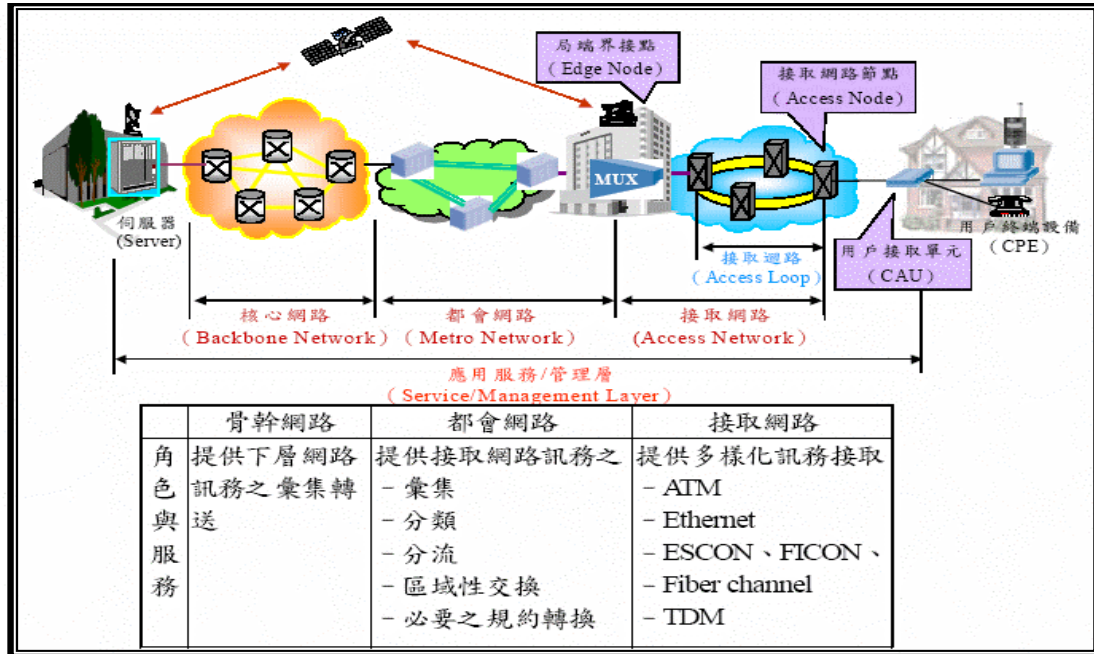 局端界接點
(Edge Node)
接取網路節點
(Access Node)
MUX
伺服器
(Server)
用戶終端設備
(CPE)
用戶接取單元
(CAU)
接取迴路
(Access Loop)
核心網路
(Backbone Network)
都會網路
(Metro Network)
接取網路
(Access Network)
應用服務/管理層
(Service/Management Layer)
骨幹網路
都會網路
接取網路
角色與服務
提供下層網路
訊務之彙集轉
送
提供接取網路訊務之
- 彙集
- 分類
- 分流
- 區域性交換
- 必要之規約轉換
提供多樣化訊務接取
- ATM
- Ethernet
- ESCON、FICON、
- Fiber channel
- TDM